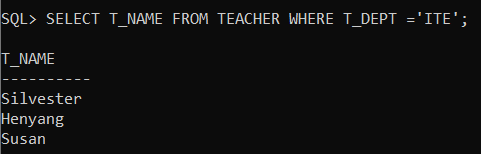 SQL> SELECT T_NAME FROM TEACHER WHERE T_DEPT ='ITE';
T_NAME
----------
Silvester
Henyang
Susan